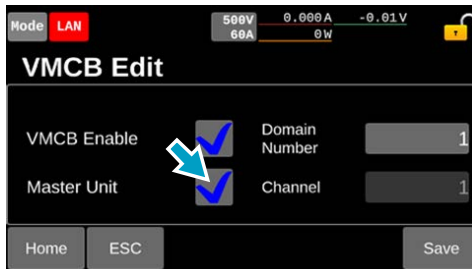 Mode LAN 500V 60A 0.000A -0.01V 0W
VMCB Edit
VMCB Enable Domain Number 1
Master Unit Channel 1
Home ESC Save